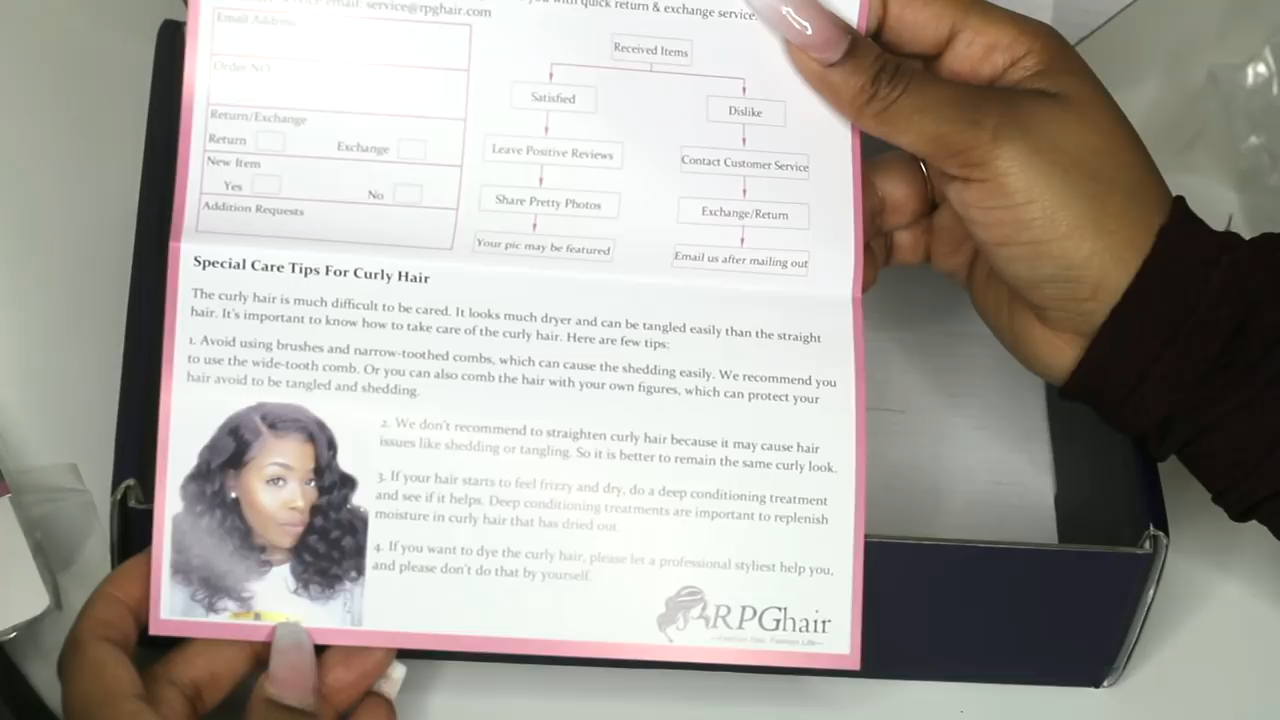 email: service@rpghair.com
with quick return & exchange service.
Email Address
Order NO.
Return/Exchange
Return Exchange
New Item
Yes No
Addition Requests
Received Items
Satisfied Dislike
Leave Positive Reviews Contact Customer Service
Share Pretty Photos Exchange/Return
Your pic may be featured Email us after mailing out
Special Care Tips For Curly Hair
The curly hair is much difficult to be cared. It looks much dryer and can be tangled easily than the straight
hair. It's important to know how to take care of the curly hair. Here are few tips:
1. Avoid using brushes and narrow-toothed combs, which can cause the shedding easily. We recommend you
to use the wide-tooth comb. Or you can also comb the hair with your own figures, which can protect your
hair avoid to be tangled and shedding.
2. We don't recommend to straighten curly hair because it may cause hair
issues like shedding or tangling. So it is better to remain the same curly look.
3. If your hair starts to feel frizzy and dry, do a deep conditioning treatment
and see if it helps. Deep conditioning treatments are important to replenish
moisture in curly hair that has dried out.
4. If you want to dye the curly hair, please let a professional styliest help you,
and please don't do that by yourself.
RPGhair